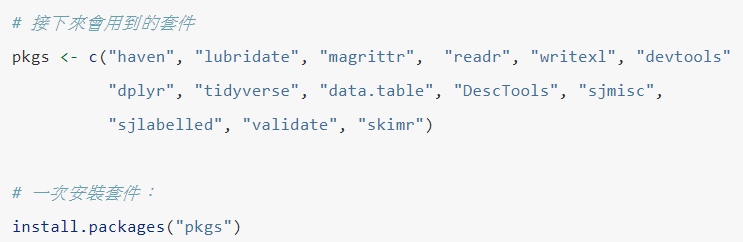 # 接下來會用到的套件
pkgs <- c("haven", "lubridate", "magrittr",  "readr", "writexl", "devtools"
"dplyr", "tidyverse", "data.table", "DescTools", "sjmisc",
"sjlabelled", "validate", "skimr")
# 一次安裝套件：
install.packages("pkgs")